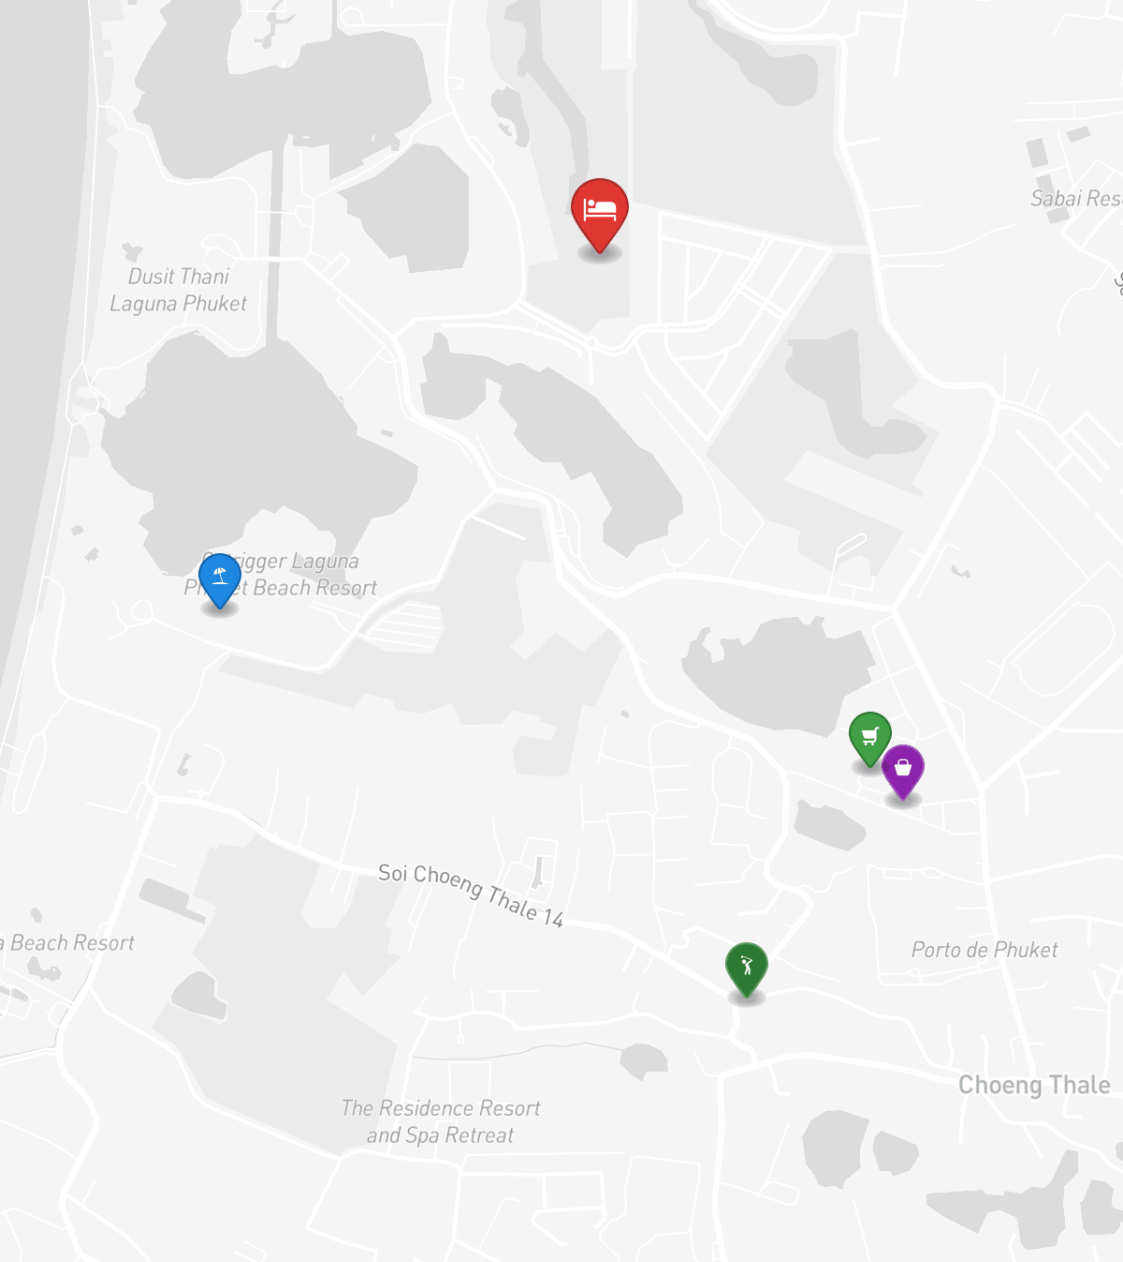 Sabai Reso
Dusit Thani
Laguna Phuket
Laguna
Beach Resort
Soi Choeng Thale 14
a Beach Resort
Porto de Phuket
Choeng Thale
The Residence Resort
and Spa Retreat